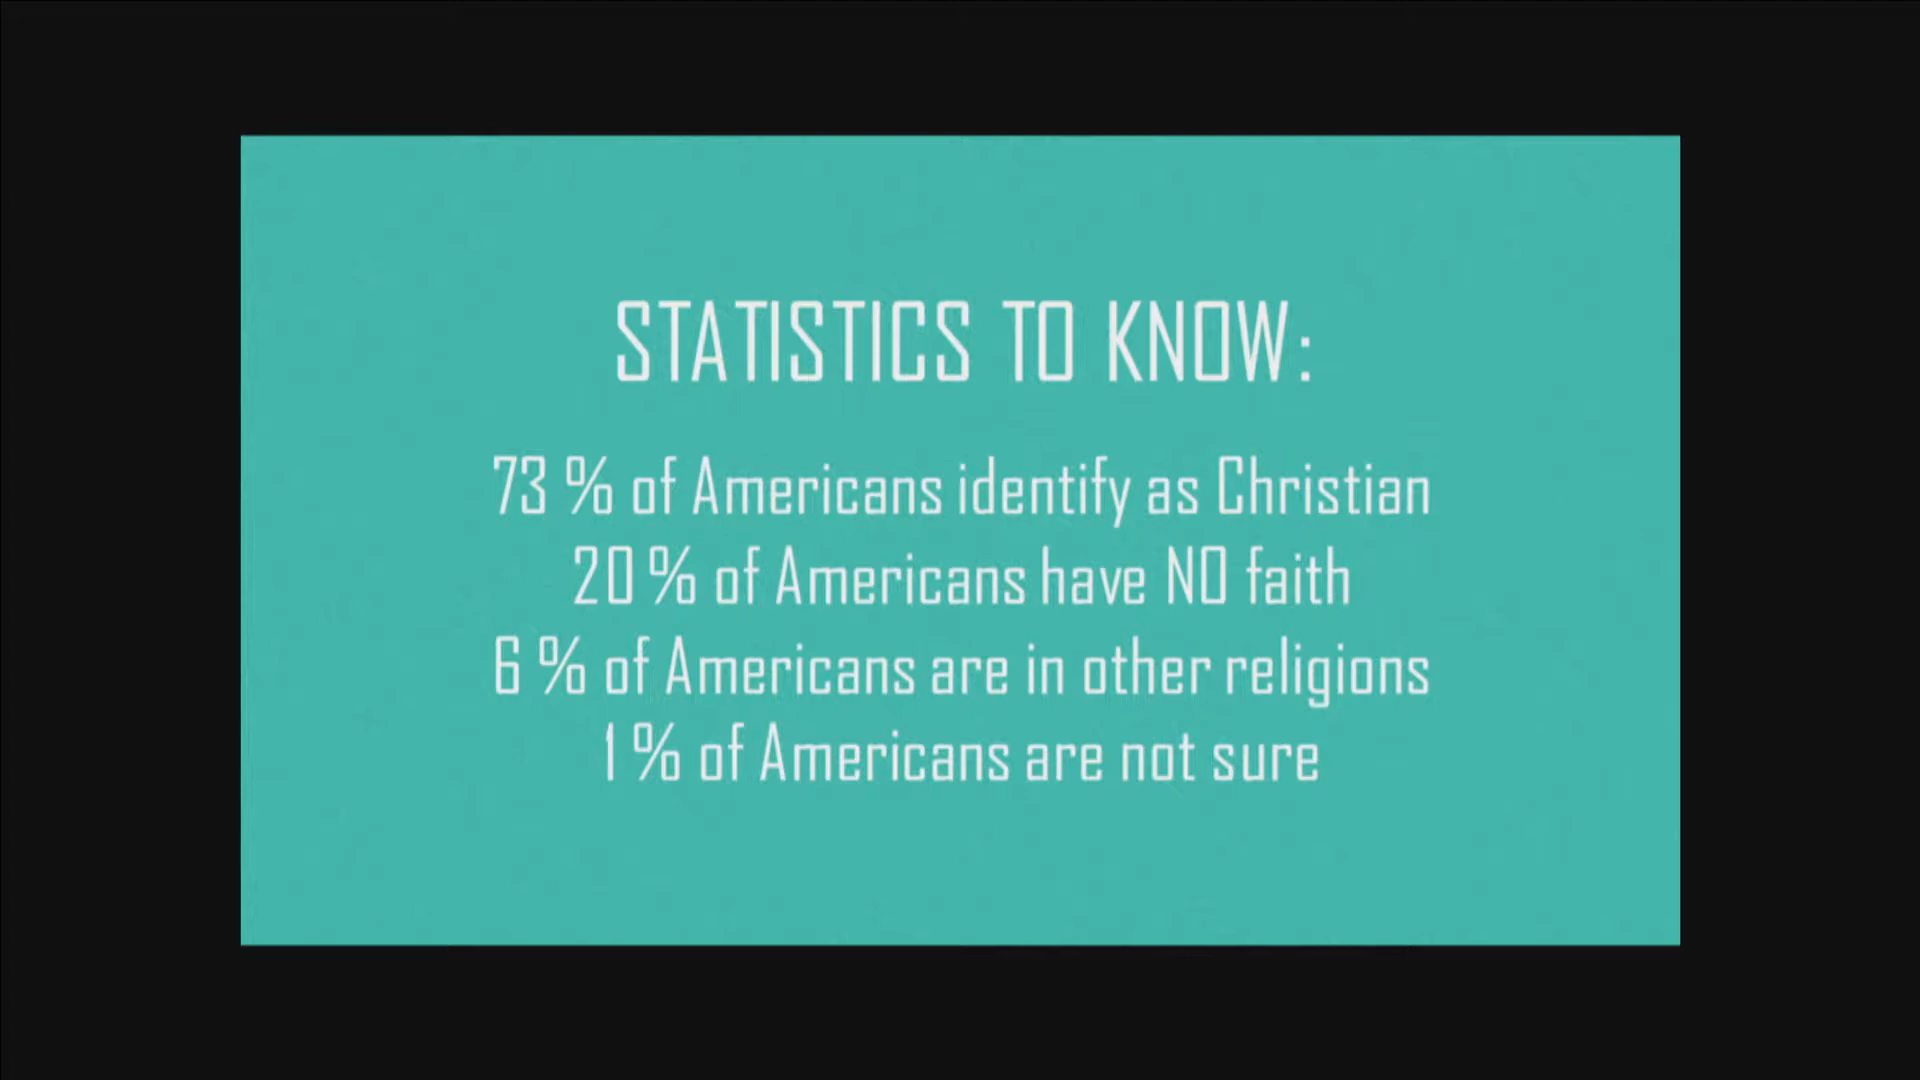 STATISTICS TO KNOW:
73 % of Americans identify as Christian
20 % of Americans have NO faith
6 % of Americans are in other religions
1 % of Americans are not sure